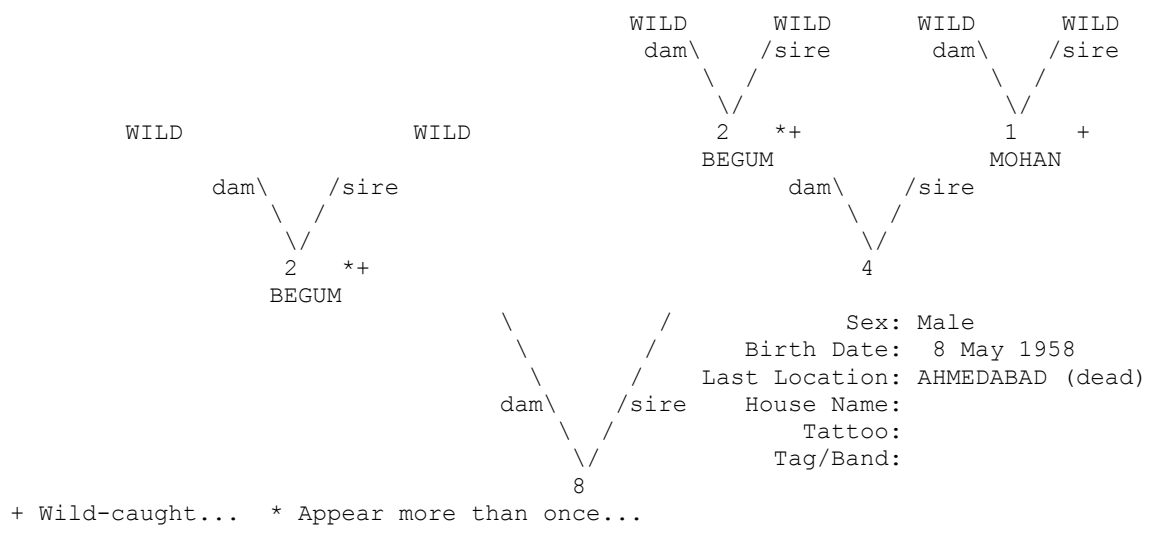 WILD WILD WILD WILD
dam\ /sire dam\ /sire
\ / \ /
\/ \/
WILD WILD 2 *+ 1 +
BEGUM MOHAN
dam\ /sire dam\ /sire
\ / \ /
\/ \/
2 *+ 4
BEGUM
\ / Sex: Male
\ / Birth Date: 8 May 1958
\ / Last Location: AHMEDABAD (dead)
dam\ /sire House Name:
\ / Tattoo:
\/ Tag/Band:
8
+ Wild-caught... * Appear more than once...